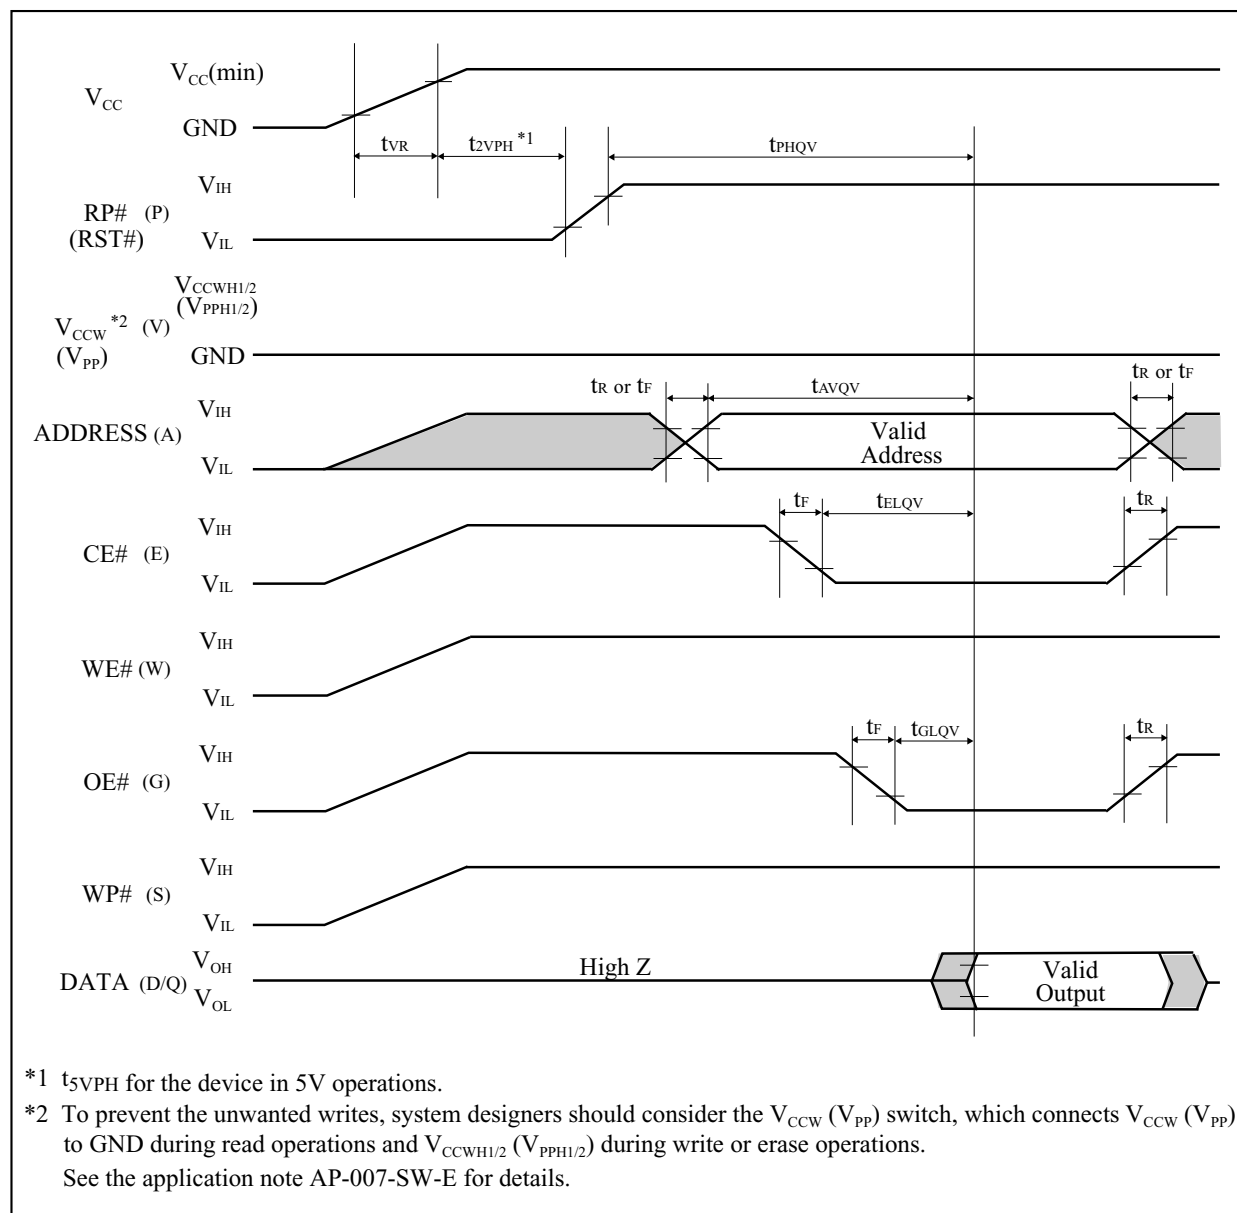 VCC(min)
VCC
GND
tVR
t2VPH *1
tPHQV
VIH
RP# (P)
(RST#)
VIL
VCCWH1/2
(VPPH1/2)
VCCW *2 (V)
(VPP)
GND
tR or tF
tAVQV
tR or tF
VIH
ADDRESS (A)
Valid
Address
VIL
tF
tELQV
tR
VIH
CE# (E)
VIL
VIH
WE# (W)
VIL
tF
tGLQV
tR
VIH
OE# (G)
VIL
VIH
WP# (S)
VIL
VOH
High Z
DATA (D/Q)
Valid
Output
VOL
*1 t5VPH for the device in 5V operations.
*2 To prevent the unwanted writes, system designers should consider the VCCW (VPP) switch, which connects VCCW (VPP)
to GND during read operations and VCCWH1/2 (VPPH1/2) during write or erase operations.
See the application note AP-007-SW-E for details.